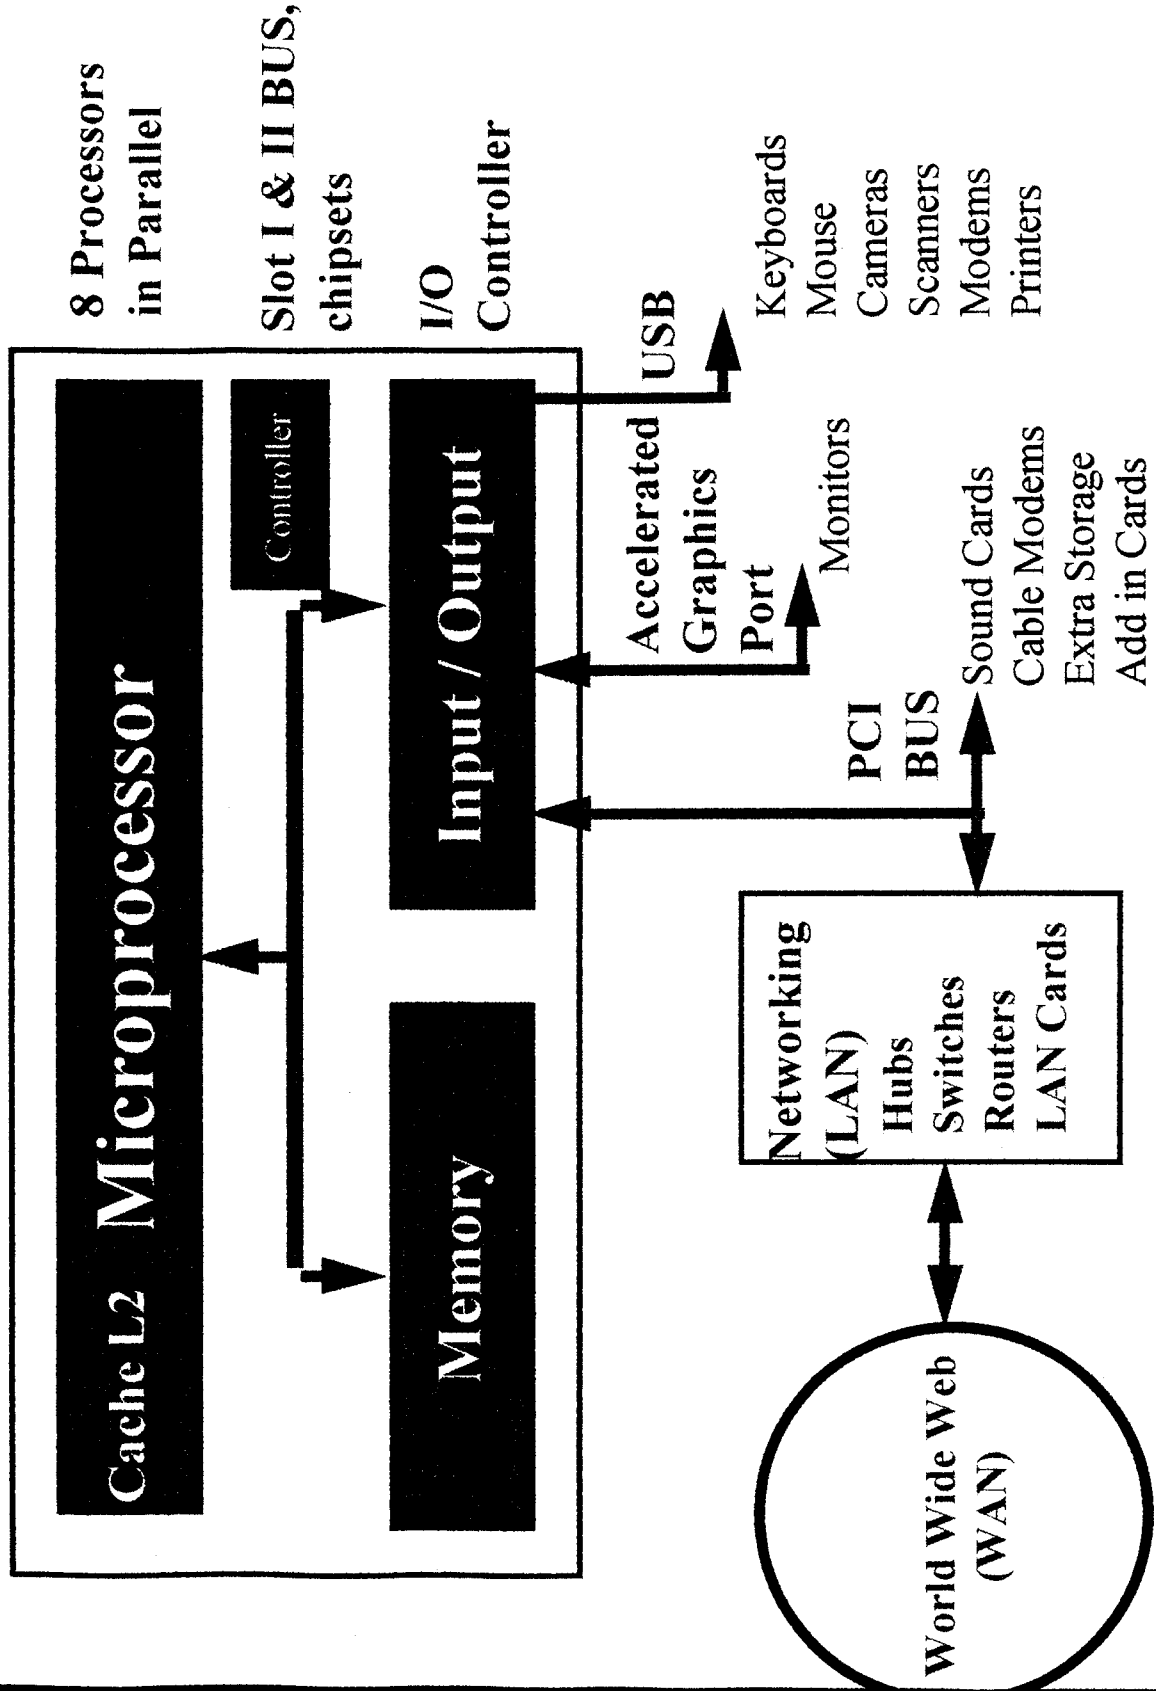 8 Processors
in Parallel
Cache L2 Microprocessor
Slot I & II BUS,
chipsets
Controller
I/O
Controller
Memory
Input / Output
USB
Keyboards
Mouse
Cameras
Scanners
Modems
Printers
Accelerated
Graphics
Port
Monitors
PCI
BUS
Sound Cards
Cable Modems
Extra Storage
Add in Cards
Networking
(LAN)
Hubs
Switches
Routers
LAN Cards
World Wide Web
(WAN)